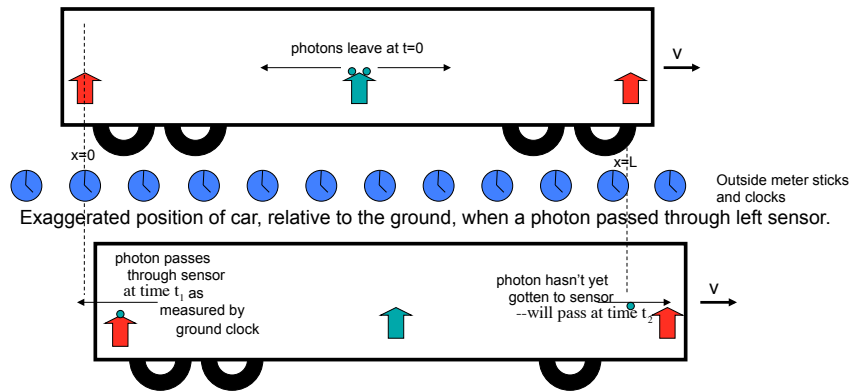 photons leave at t=0
v
x=0
x=L
Outside meter sticks
and clocks
Exaggerated position of car, relative to the ground, when a photon passed through left sensor.
photon passes
through sensor
at time t₁ as
measured by
ground clock
photon hasn't yet
gotten to sensor
--will pass at time t₂
v